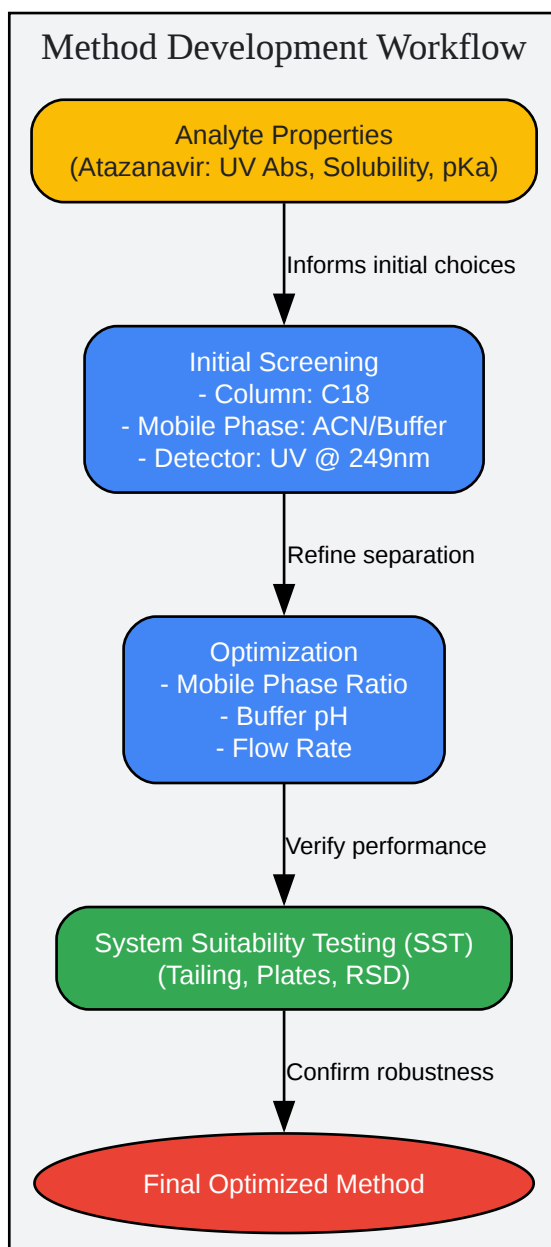 Method Development Workflow
Analyte Properties
(Atazanavir: UV Abs, Solubility, pKa)
Informs initial choices
Initial Screening
- Column: C18
- Mobile Phase: ACN/Buffer
- Detector: UV @ 249nm
Refine separation
Optimization
- Mobile Phase Ratio
- Buffer pH
- Flow Rate
Verify performance
System Suitability Testing (SST)
(Tailing, Plates, RSD)
Confirm robustness
Final Optimized Method